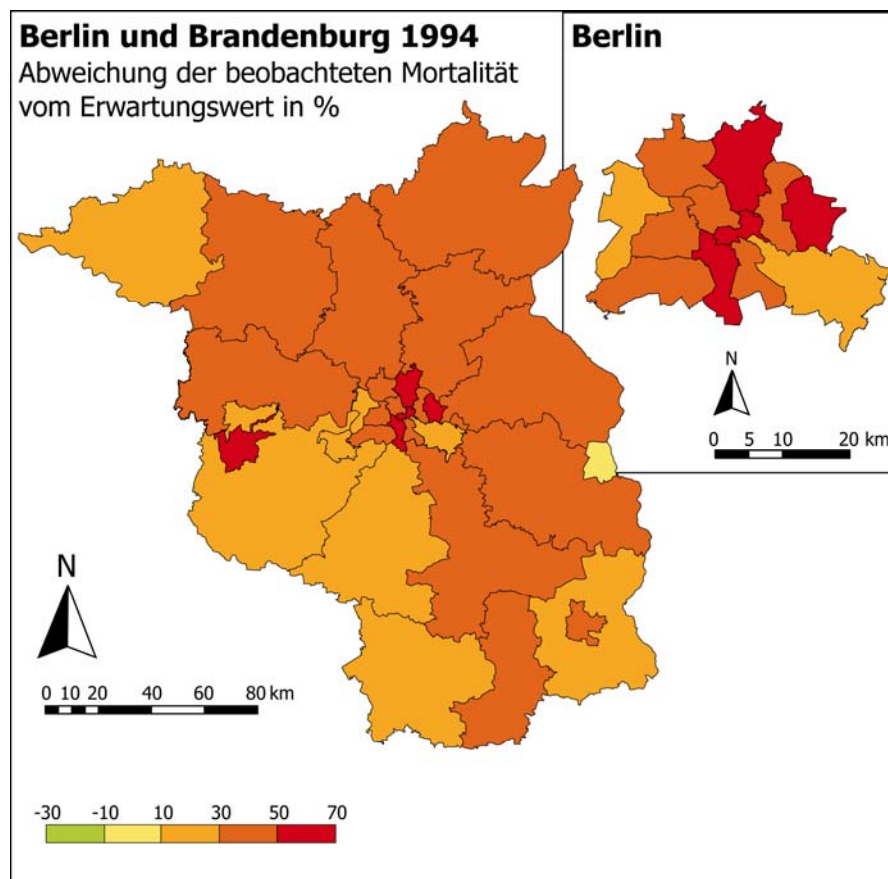 Berlin und Brandenburg 1994
Abweichung der beobachteten Mortalität
vom Erwartungswert in %
Berlin
N
0 5 10 20 km
N
0 10 20 40 60 80 km
-30 -10 10 30 50 70